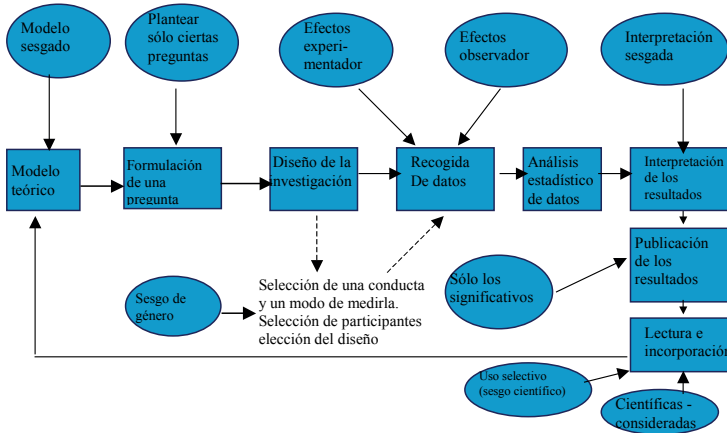 Modelo
sesgado
Plantear
sólo ciertas
preguntas
Efectos
experi-
mentador
Efectos
observador
Interpretación
sesgada
Modelo
teórico
Formulación
de una
pregunta
Diseño de la
investigación
Recogida
De datos
Análisis
estadístico
de datos
Interpretación
de los
resultados
Publicación
de los
resultados
Sesgo de
género
Selección de una conducta
y un modo de medirla.
Selección de participantes
elección del diseño
Sólo los
significativos
Lectura e
incorporación
Uso selectivo
(sesgo científico)
Científicas -
consideradas